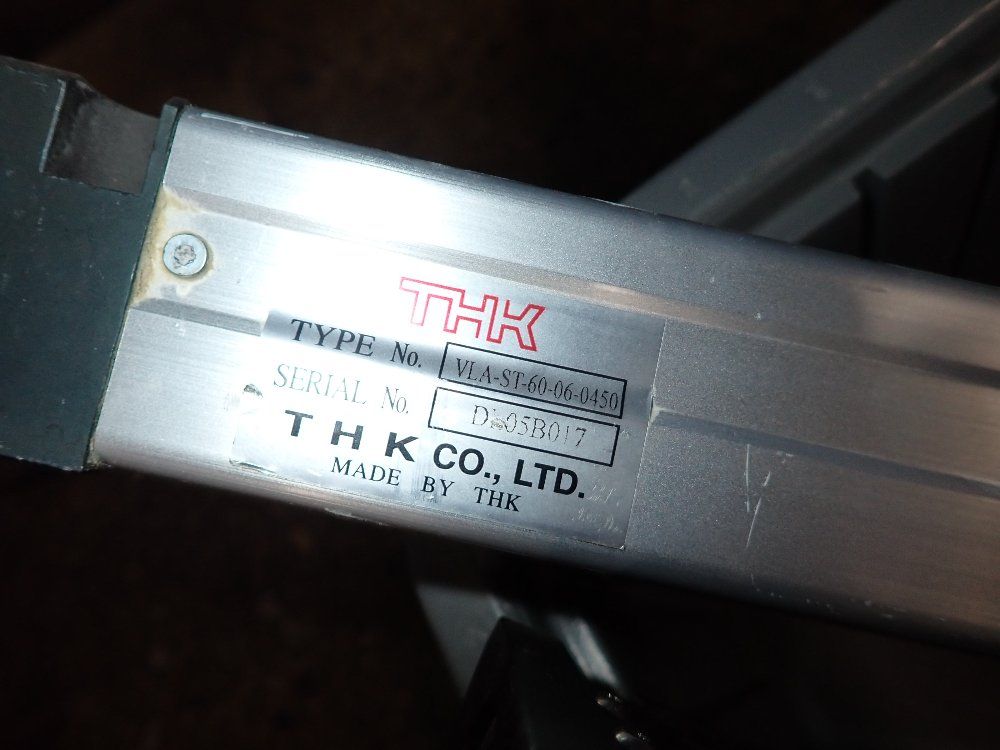 THK
TYPE No. VLA-ST-60-06-0450
SERIAL No.
THK CO., LTD.
MADE BY THK